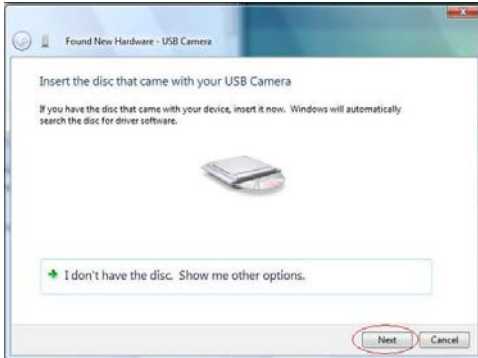 Found New Hardware - USB Camera
Insert the disc that came with your USB Camera
If you have the disc that came with your device, insert it now.  Windows will automatically
search the disc for driver software.
I don't have the disc.  Show me other options.
Next
Cancel